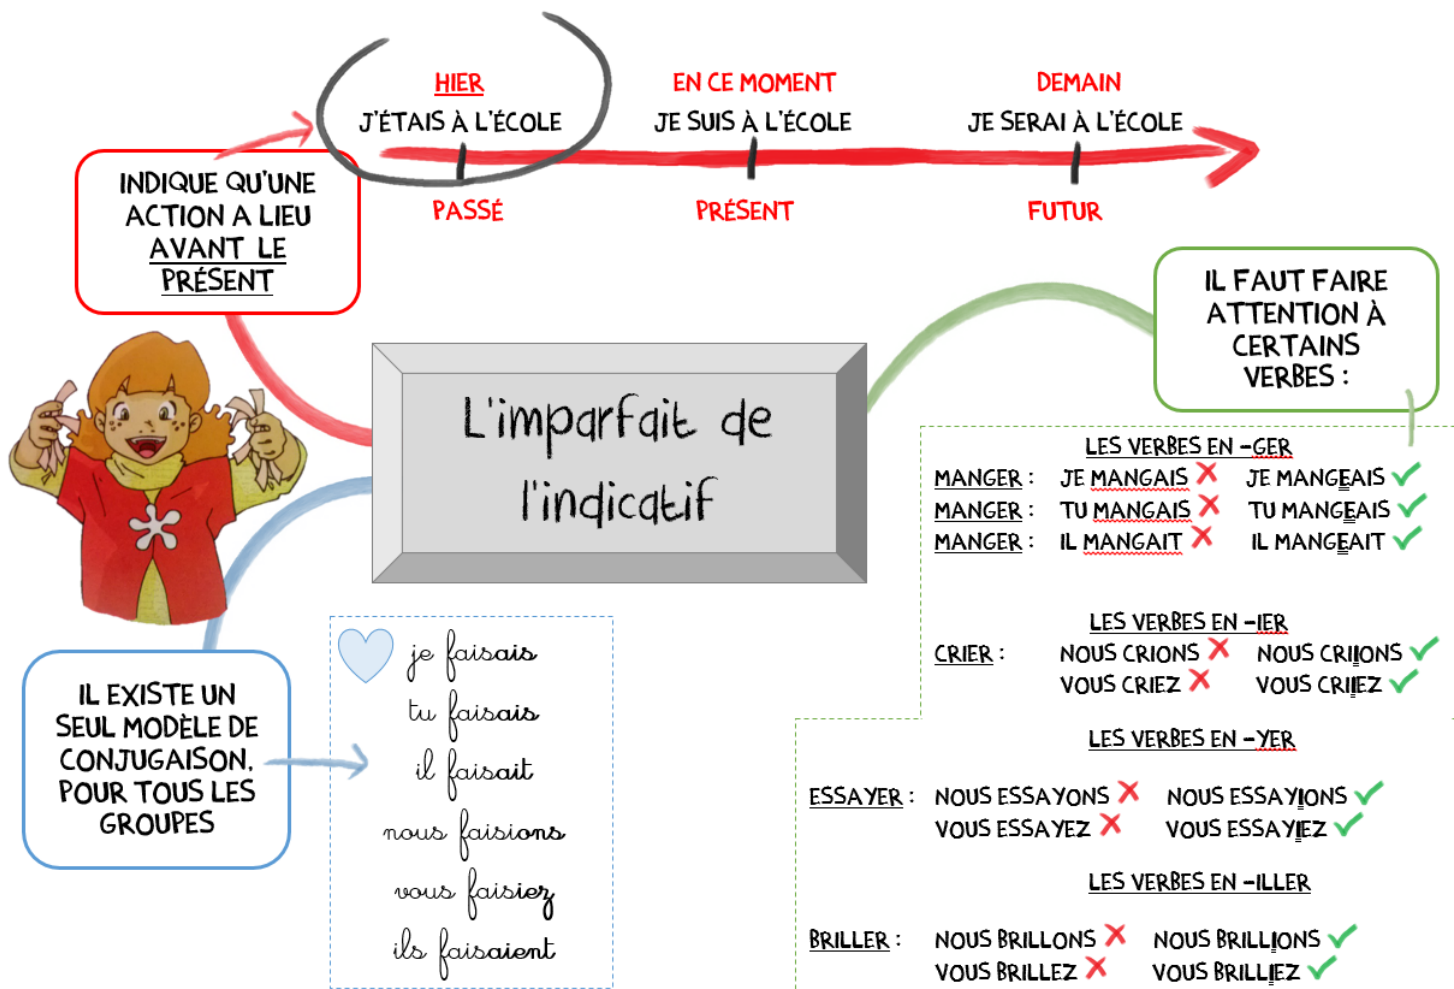 HIER
J'ÉTAIS À L'ÉCOLE
PASSÉ
EN CE MOMENT
JE SUIS À L'ÉCOLE
PRÉSENT
DEMAIN
JE SERAI À L'ÉCOLE
FUTUR
INDIQUE QU'UNE
ACTION A LIEU
AVANT LE
PRÉSENT
L'imparfait de
l'indicatif
IL EXISTE UN
SEUL MODÈLE DE
CONJUGAISON,
POUR TOUS LES
GROUPES
je faisais
tu faisais
il faisait
nous faisions
vous faisiez
ils faisaient
IL FAUT FAIRE
ATTENTION À
CERTAINS
VERBES :
LES VERBES EN -GER
MANGER : JE MANGAIS ❌ JE MANGEAIS ✓
MANGER : TU MANGAIS ❌ TU MANGEAIS ✓
MANGER : IL MANGAIT ❌ IL MANGEAIT ✓
LES VERBES EN -IER
CRIER : NOUS CRIONS ❌ NOUS CRIIONS ✓
VOUS CRIEZ ❌ VOUS CRIIEZ ✓
LES VERBES EN -YER
ESSAYER : NOUS ESSAYONS ❌ NOUS ESSAYIONS ✓
VOUS ESSAYEZ ❌ VOUS ESSAYIEZ ✓
LES VERBES EN -ILLER
BRILLER : NOUS BRILLONS ❌ NOUS BRILLIONS ✓
VOUS BRILLEZ ❌ VOUS BRILLIEZ ✓